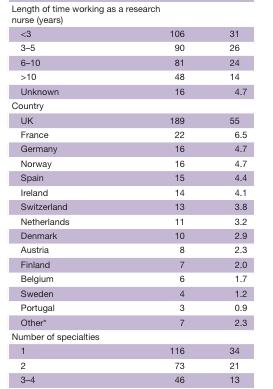 Length of time working as a research
nurse (years)
<3 106 31
3–5 90 26
6–10 81 24
>10 48 14
Unknown 16 4.7
Country
UK 189 55
France 22 6.5
Germany 16 4.7
Norway 16 4.7
Spain 15 4.4
Ireland 14 4.1
Switzerland 13 3.8
Netherlands 11 3.2
Denmark 10 2.9
Austria 8 2.3
Finland 7 2.0
Belgium 6 1.7
Sweden 4 1.2
Portugal 3 0.9
Other* 7 2.3
Number of specialties
1 116 34
2 73 21
3–4 46 13